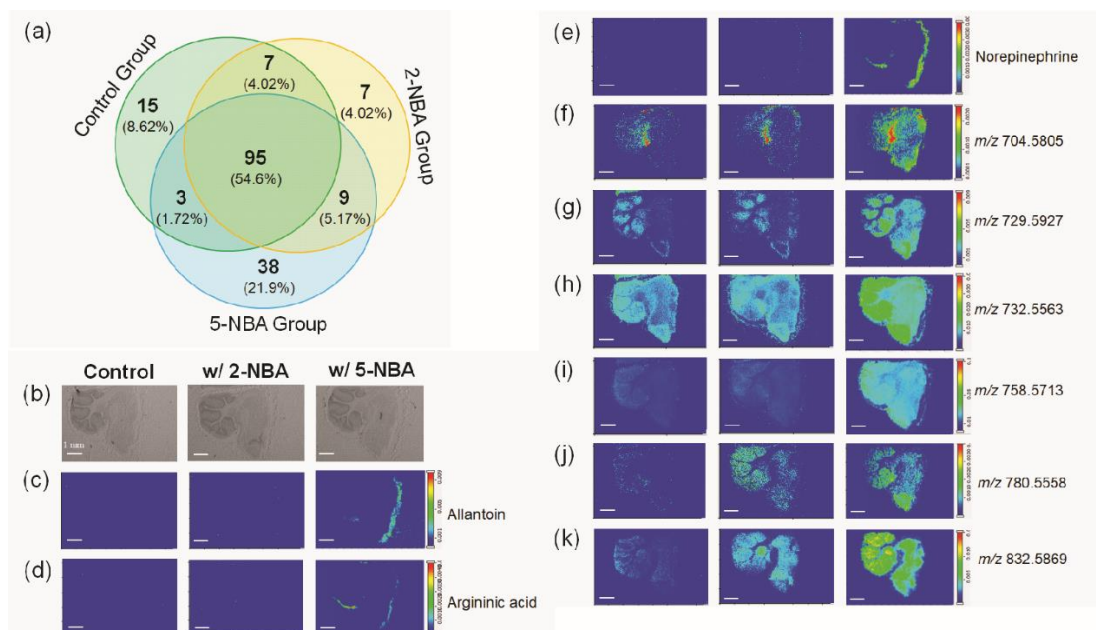 (a)
Control Group
2-NBA Group
5-NBA Group
15
(8.62%)
7
(4.02%)
7
(4.02%)
95
(54.6%)
3
(1.72%)
9
(5.17%)
38
(21.9%)
Control
w/ 2-NBA
w/ 5-NBA
(b)
1 mm
(c)
Allantoin
(d)
Argininic acid
(e)
Norepinephrine
(f)
m/z 704.5805
(g)
m/z 729.5927
(h)
m/z 732.5563
(i)
m/z 758.5713
(j)
m/z 780.5558
(k)
m/z 832.5869